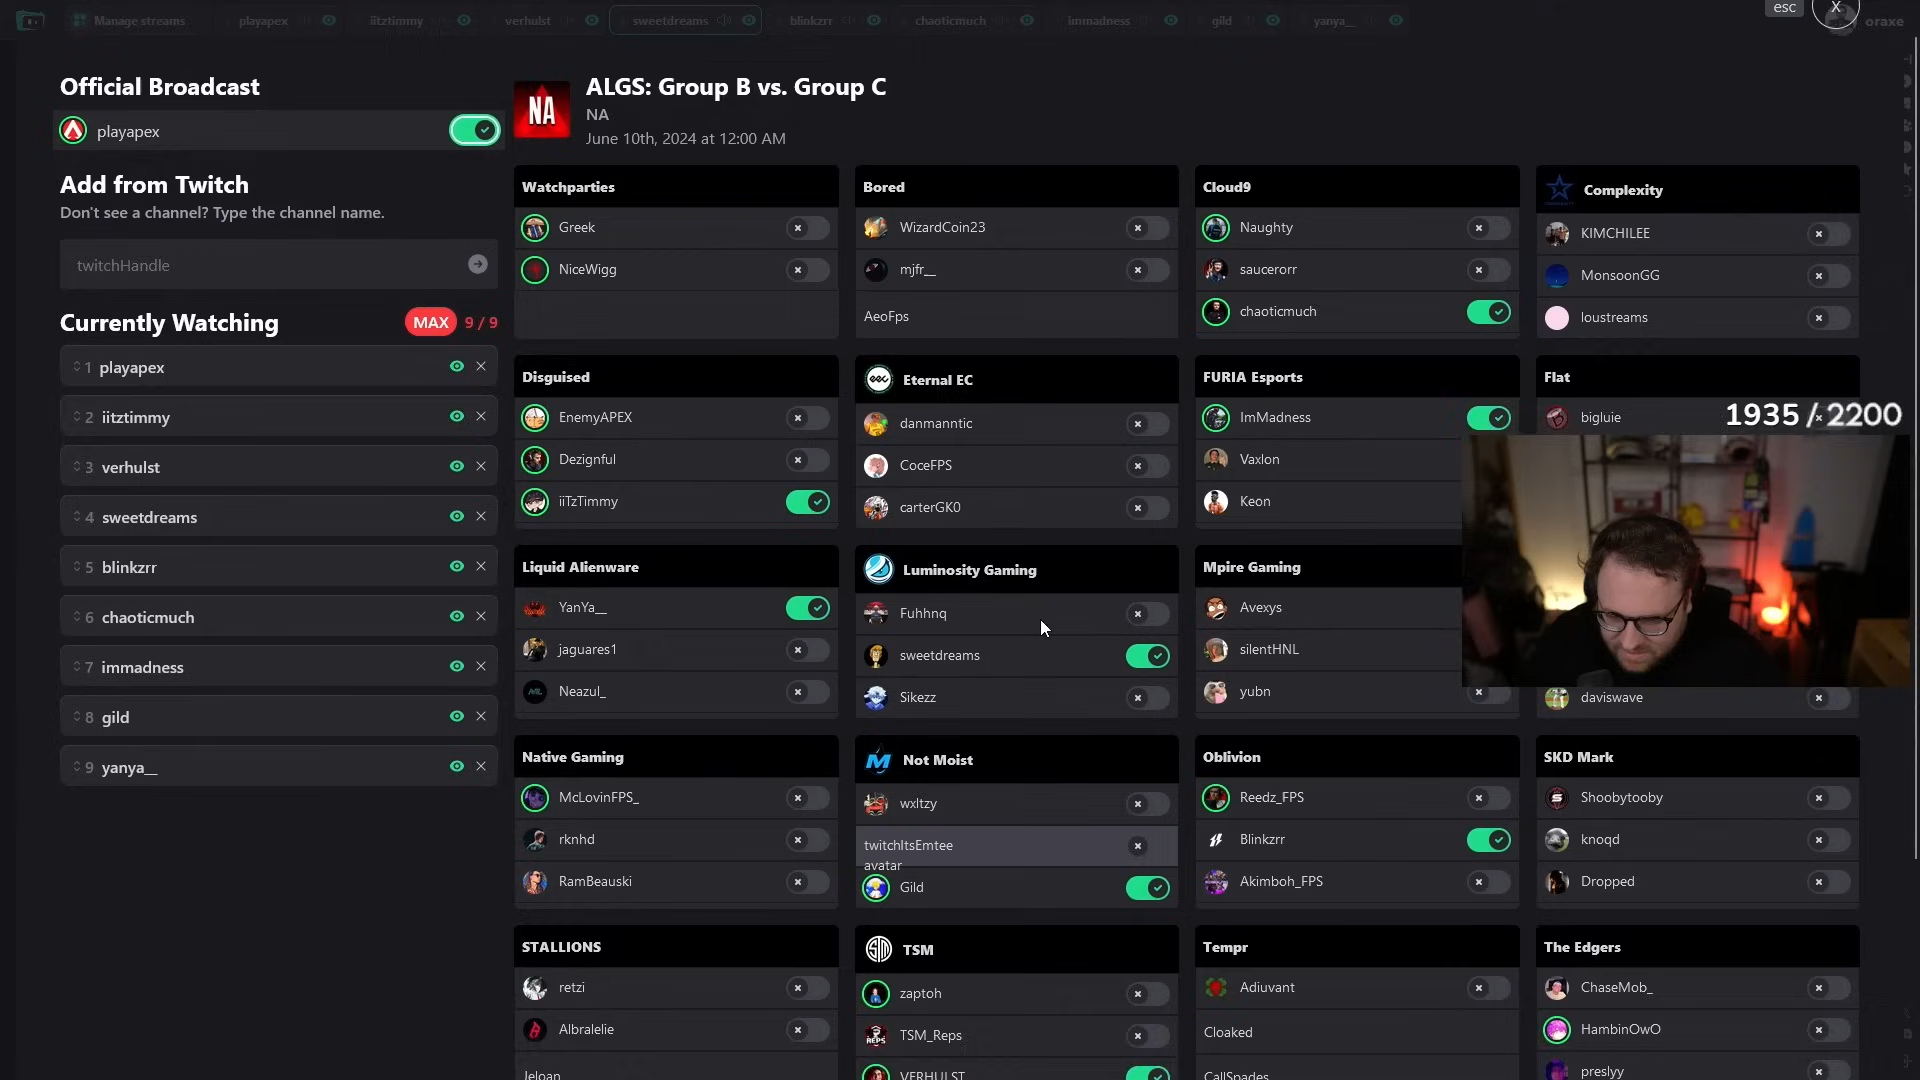 Manage streams
playapex
iitztimmy
verhulst
sweetdreams
blinkzrr
chaoticmuch
immadness
gild
yanya__
esc
X
oraxe
Official Broadcast
playapex
Add from Twitch
Don't see a channel? Type the channel name.
twitchHandle
Currently Watching
MAX 9 / 9
1 playapex
2 iitztimmy
3 verhulst
4 sweetdreams
5 blinkzrr
6 chaoticmuch
7 immadness
8 gild
9 yanya__
NA
ALGS: Group B vs. Group C
NA
June 10th, 2024 at 12:00 AM
Watchparties
Greek
NiceWigg
Bored
WizardCoin23
mjfr__
AeoFps
Cloud9
Naughty
saucerorr
chaoticmuch
Complexity
KIMCHILEE
MonsoonGG
loustreams
Disguised
EnemyAPEX
Dezignful
iiTzTimmy
Eternal EC
danmanntic
CoceFPS
carterGK0
FURIA Esports
ImMadness
Vaxlon
Keon
Flat
bigluie
1935 / 2200
Liquid Alienware
YanYa__
jaguares1
Neazul_
Luminosity Gaming
Fuhhnq
sweetdreams
Sikezz
Mpire Gaming
Avexys
silentHNL
yubn
daviswave
Native Gaming
McLovinFPS_
rknhd
RamBeauski
Not Moist
wxltzy
twitchItsEmtee
avatar
Gild
Oblivion
Reedz_FPS
Blinkzrr
Akimboh_FPS
SKD Mark
Shoobytooby
knoqd
Dropped
STALLIONS
retzi
Albralelie
Jeloan
TSM
zaptoh
TSM_Reps
VERHULST
Tempr
Adiuvant
Cloaked
CallSpades
The Edgers
ChaseMob_
HambinOwO
preslyy